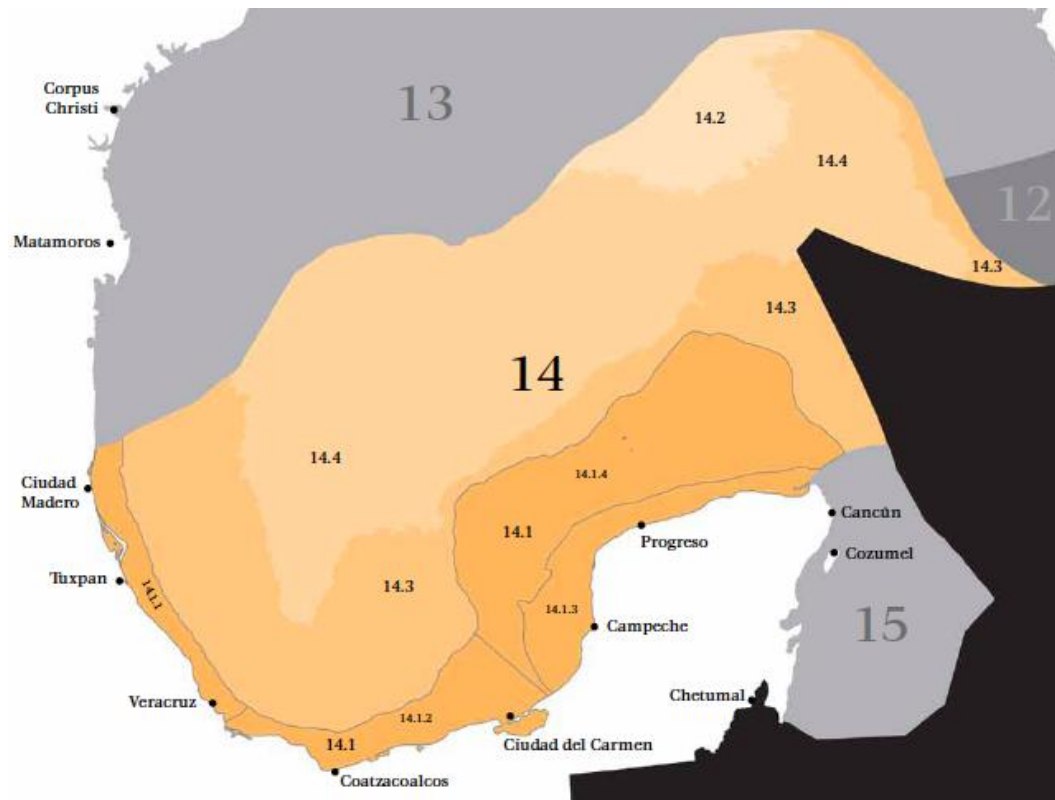 Corpus
Christi
13
14.2
14.4
12
Matamoros
14.3
14.3
14
14.4
14.1.4
Ciudad
Madero
14.1
Cancún
Progreso
Cozumel
Tuxpan
14.1.1
14.3
14.1.3
Campeche
15
Chetumal
Veracruz
14.1.2
14.1
Ciudad del Carmen
Coatzacoalcos